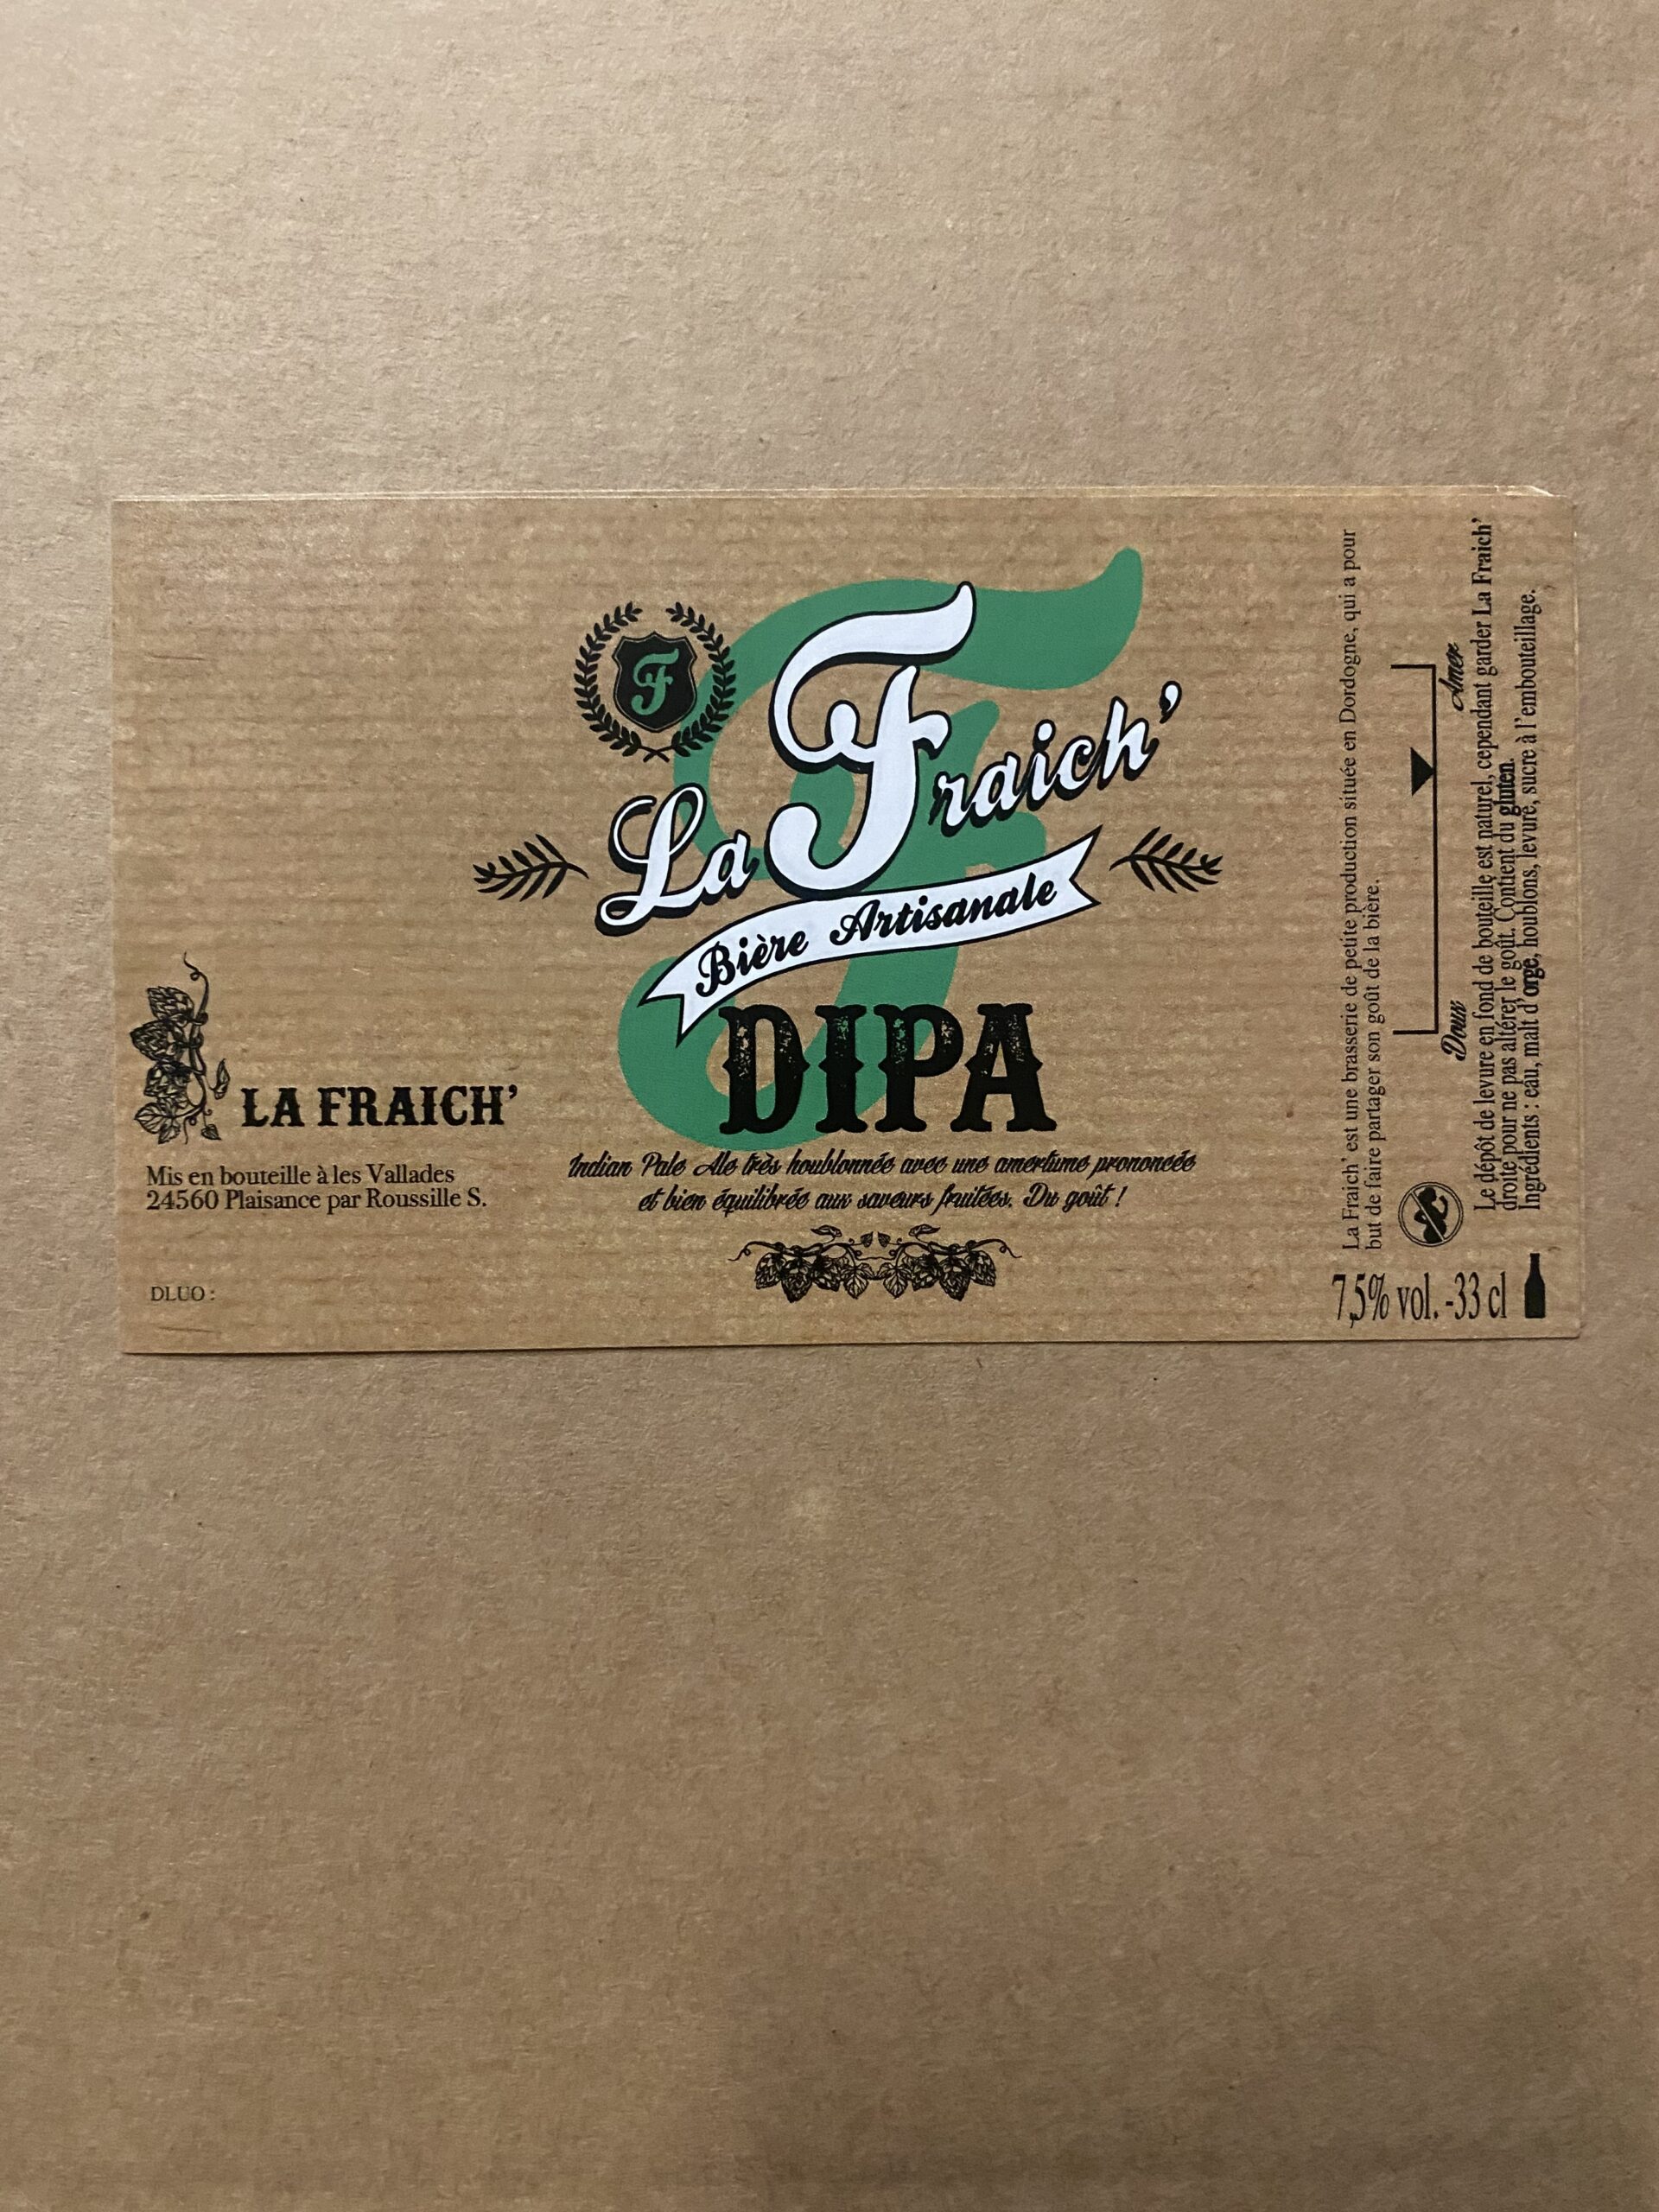 F
La Fraich'
Bière Artisanale
DIPA
Indian Pale Ale très houblonnée avec une amertume prononcée
et bien équilibrée aux saveurs fruitées. Du goût !
LA FRAICH'
Mis en bouteille à les Vallades
24560 Plaisance par Roussille S.
DLUO :
La Fraich' est une brasserie de petite production située en Dordogne, qui a pour
but de faire partager son goût de la bière.
Doux
Amer
Le dépôt de levure en fond de bouteille est naturel, cependant garder La Fraich'
droite pour ne pas altérer le goût. Contient du gluten.
Ingrédients : eau, malt d'orge, houblons, levure, sucre à l'embouteillage.
7,5% vol. -33 cl